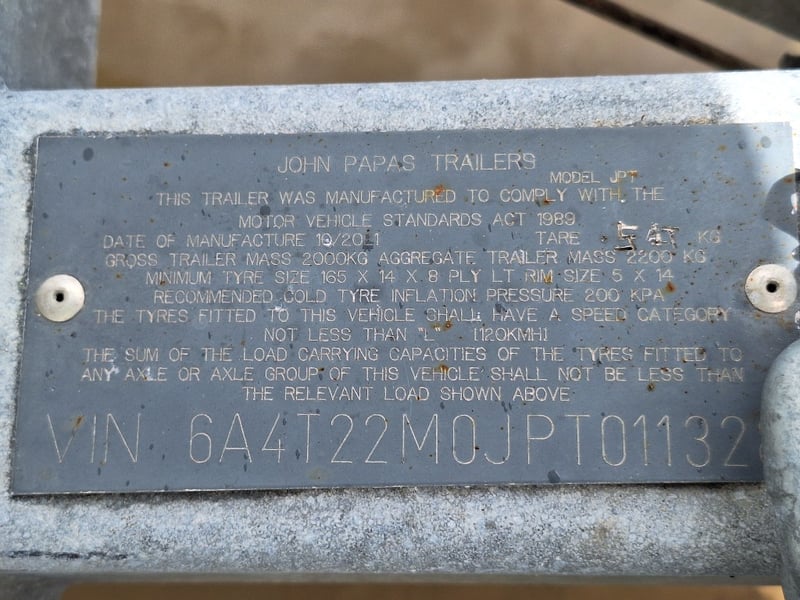 JOHN PAPAS TRAILERS
MODEL JPT
THIS TRAILER WAS MANUFACTURED TO COMPLY WITH THE
MOTOR VEHICLE STANDARDS ACT 1989
DATE OF MANUFACTURE 10/2021 TARE KG
GROSS TRAILER MASS 2000KG AGGREGATE TRAILER MASS 2200 KG
MINIMUM TYRE SIZE 165 X 14 X 8 PLY LT RIM SIZE 5 X 14
RECOMMENDED COLD TYRE INFLATION PRESSURE 200 KPA
THE TYRES FITTED TO THIS VEHICLE SHALL HAVE A SPEED CATEGORY
NOT LESS THAN "L" (120KMH)
THE SUM OF THE LOAD CARRYING CAPACITIES OF THE TYRES FITTED TO
ANY AXLE OR AXLE GROUP OF THIS VEHICLE SHALL NOT BE LESS THAN
THE RELEVANT LOAD SHOWN ABOVE
VIN 6A4T22M0JPT01132